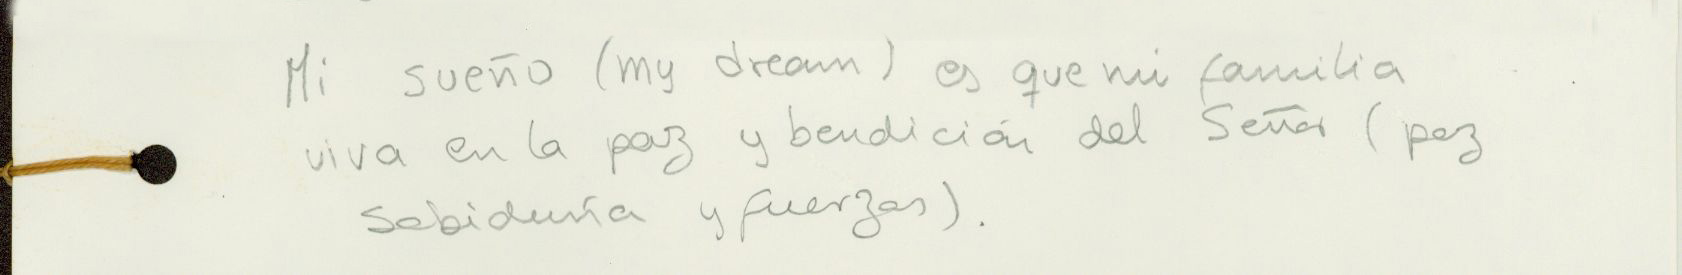 Mi sueño (my dream) es que mi familia
viva en la paz y bendición del Señor (paz
sabiduría y fuerzas).